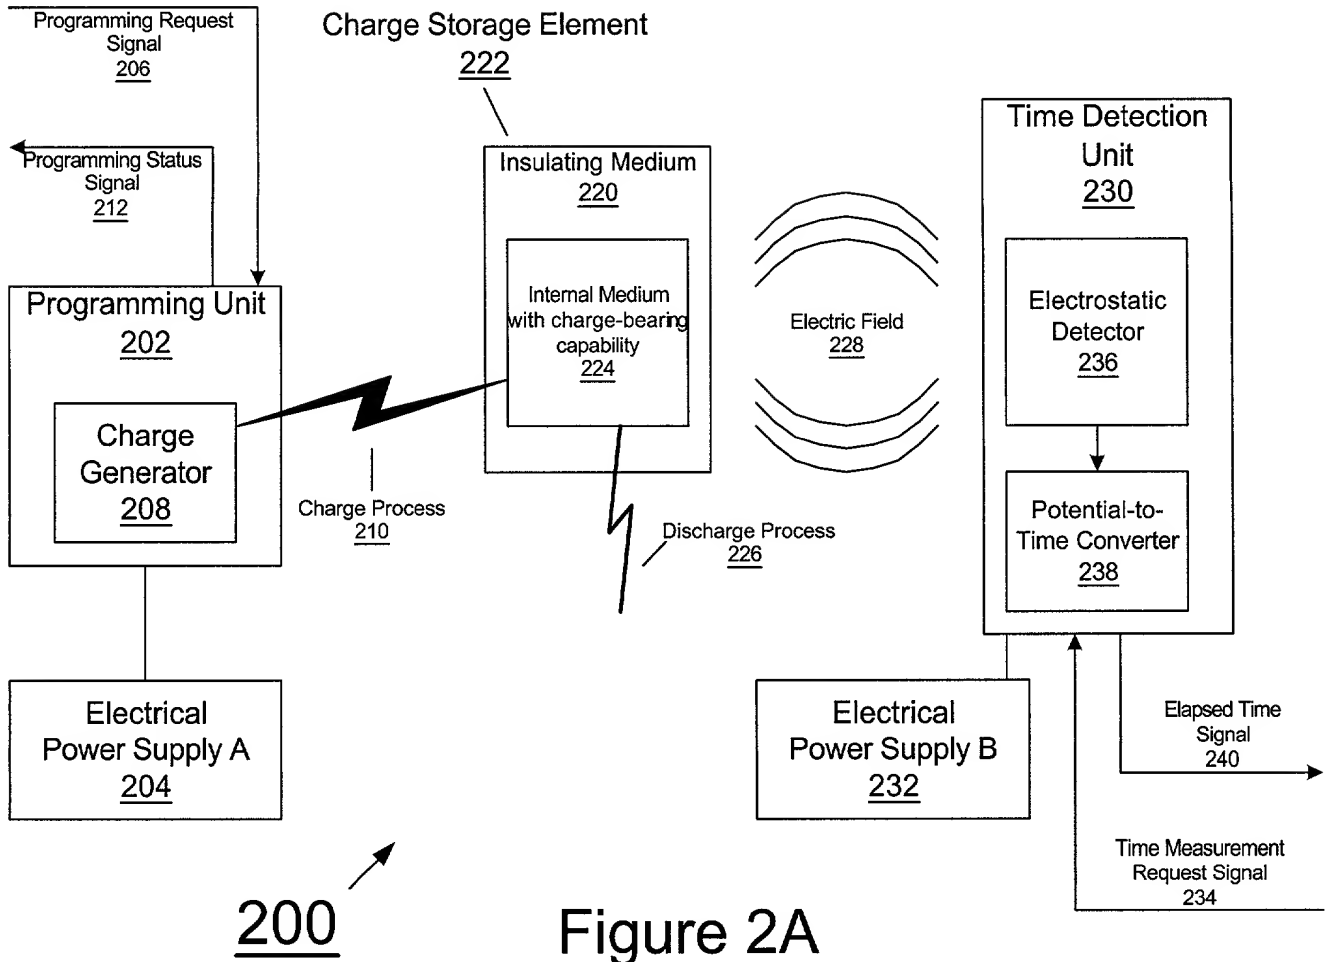 Programming Request
Signal
206
Charge Storage Element
222
Programming Status
Signal
212
Insulating Medium
220
Time Detection
Unit
230
Programming Unit
202
Internal Medium
with charge-bearing
capability
224
Electric Field
228
Electrostatic
Detector
236
Charge
Generator
208
Charge Process
210
Discharge Process
226
Potential-to-
Time Converter
238
Electrical
Power Supply A
204
Electrical
Power Supply B
232
Elapsed Time
Signal
240
Time Measurement
Request Signal
234
200
Figure 2A